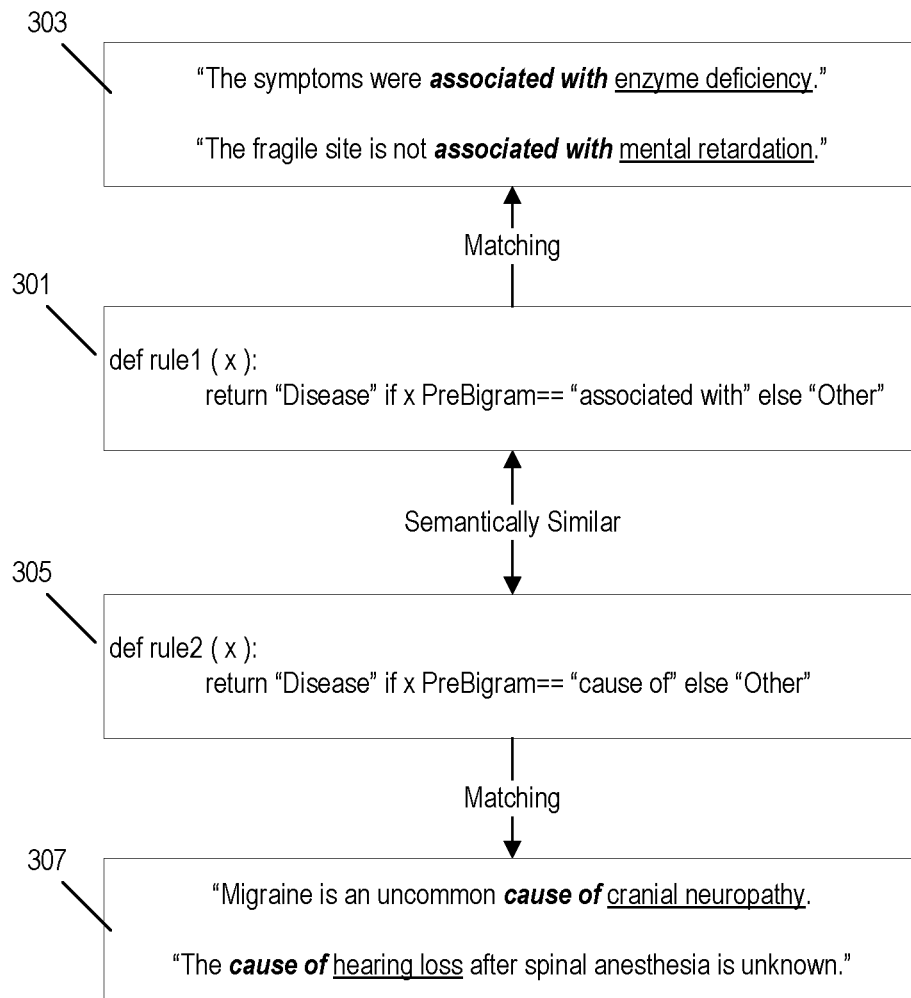 303
“The symptoms were associated with enzyme deficiency.”
“The fragile site is not associated with mental retardation.”
Matching
301
def rule1 ( x ):
return “Disease” if x PreBigram== “associated with” else “Other”
Semantically Similar
305
def rule2 ( x ):
return “Disease” if x PreBigram== “cause of” else “Other”
Matching
307
“Migraine is an uncommon cause of cranial neuropathy.
“The cause of hearing loss after spinal anesthesia is unknown.”